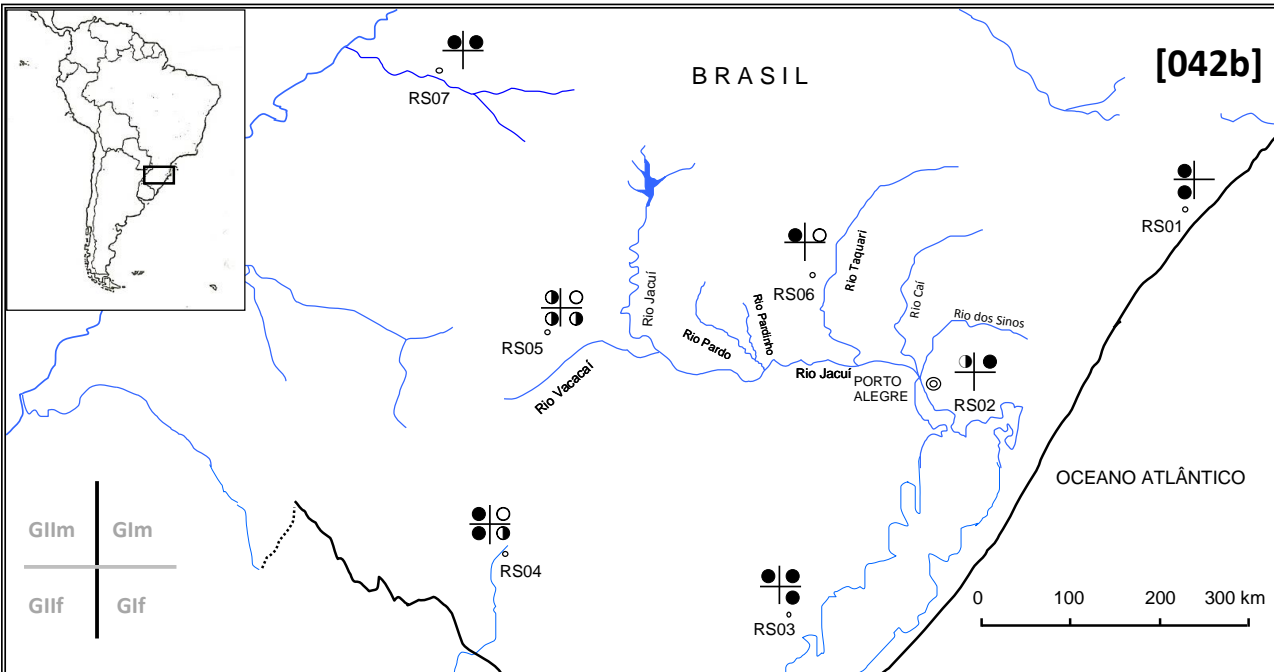 [042b]
BRASIL
RS07
RS01
Rio Taquari
RS06
Rio Caí
Rio Jacuí
Rio dos Sinos
Rio Pardinho
RS05
Rio Pardo
Rio Vacacaí
Rio Jacuí
PORTO
ALEGRE
RS02
OCEANO ATLÂNTICO
GIIm GIm
GIIf GIf
RS04
RS03
0 100 200 300 km